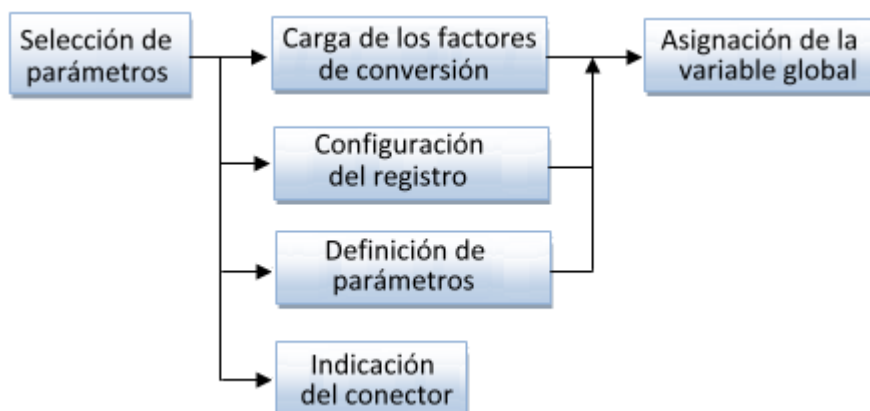 Selección de
parámetros
Carga de los factores
de conversión
Asignación de la
variable global
Configuración
del registro
Definición de
parámetros
Indicación
del conector